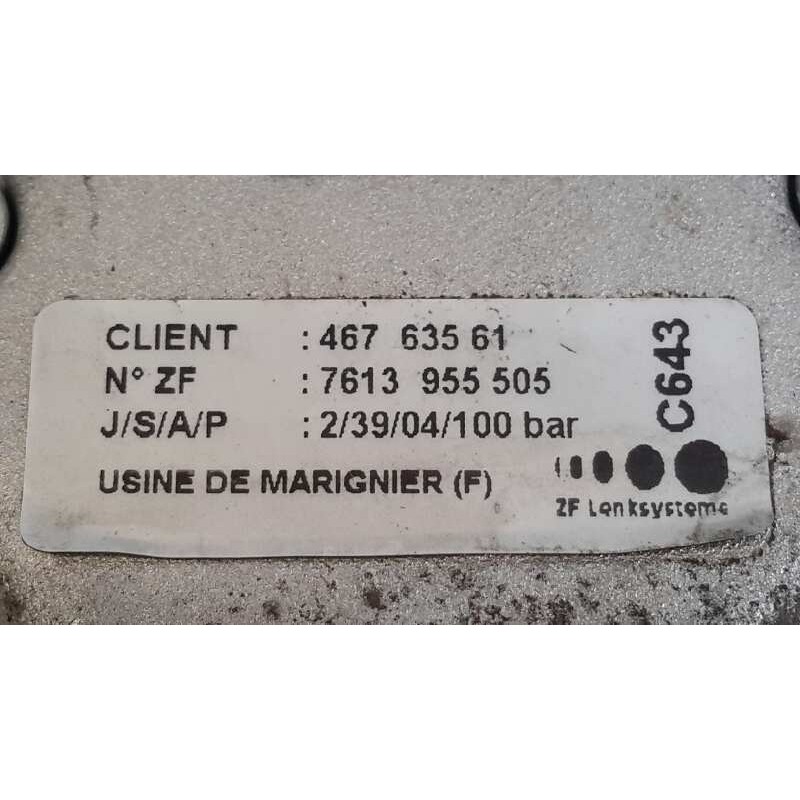 CLIENT : 467 635 61
N° ZF : 7613 955 505
J/S/A/P : 2/39/04/100 bar
USINE DE MARIGNIER (F)
C643
ZF Lenksysteme